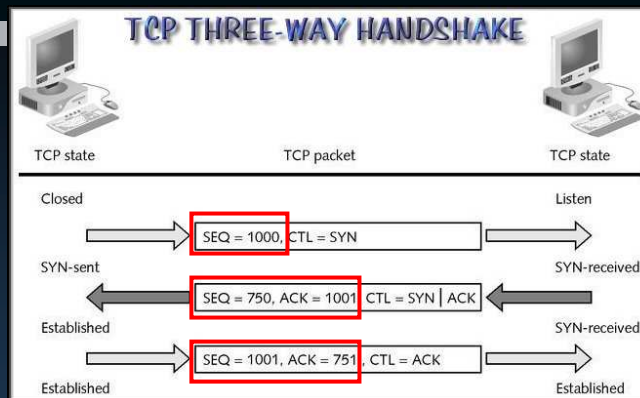 TCP THREE-WAY HANDSHAKE
TCP state TCP packet TCP state
Closed Listen
SEQ = 1000, CTL = SYN
SYN-sent SYN-received
SEQ = 750, ACK = 1001, CTL = SYN | ACK
Established SYN-received
SEQ = 1001, ACK = 751, CTL = ACK
Established Established